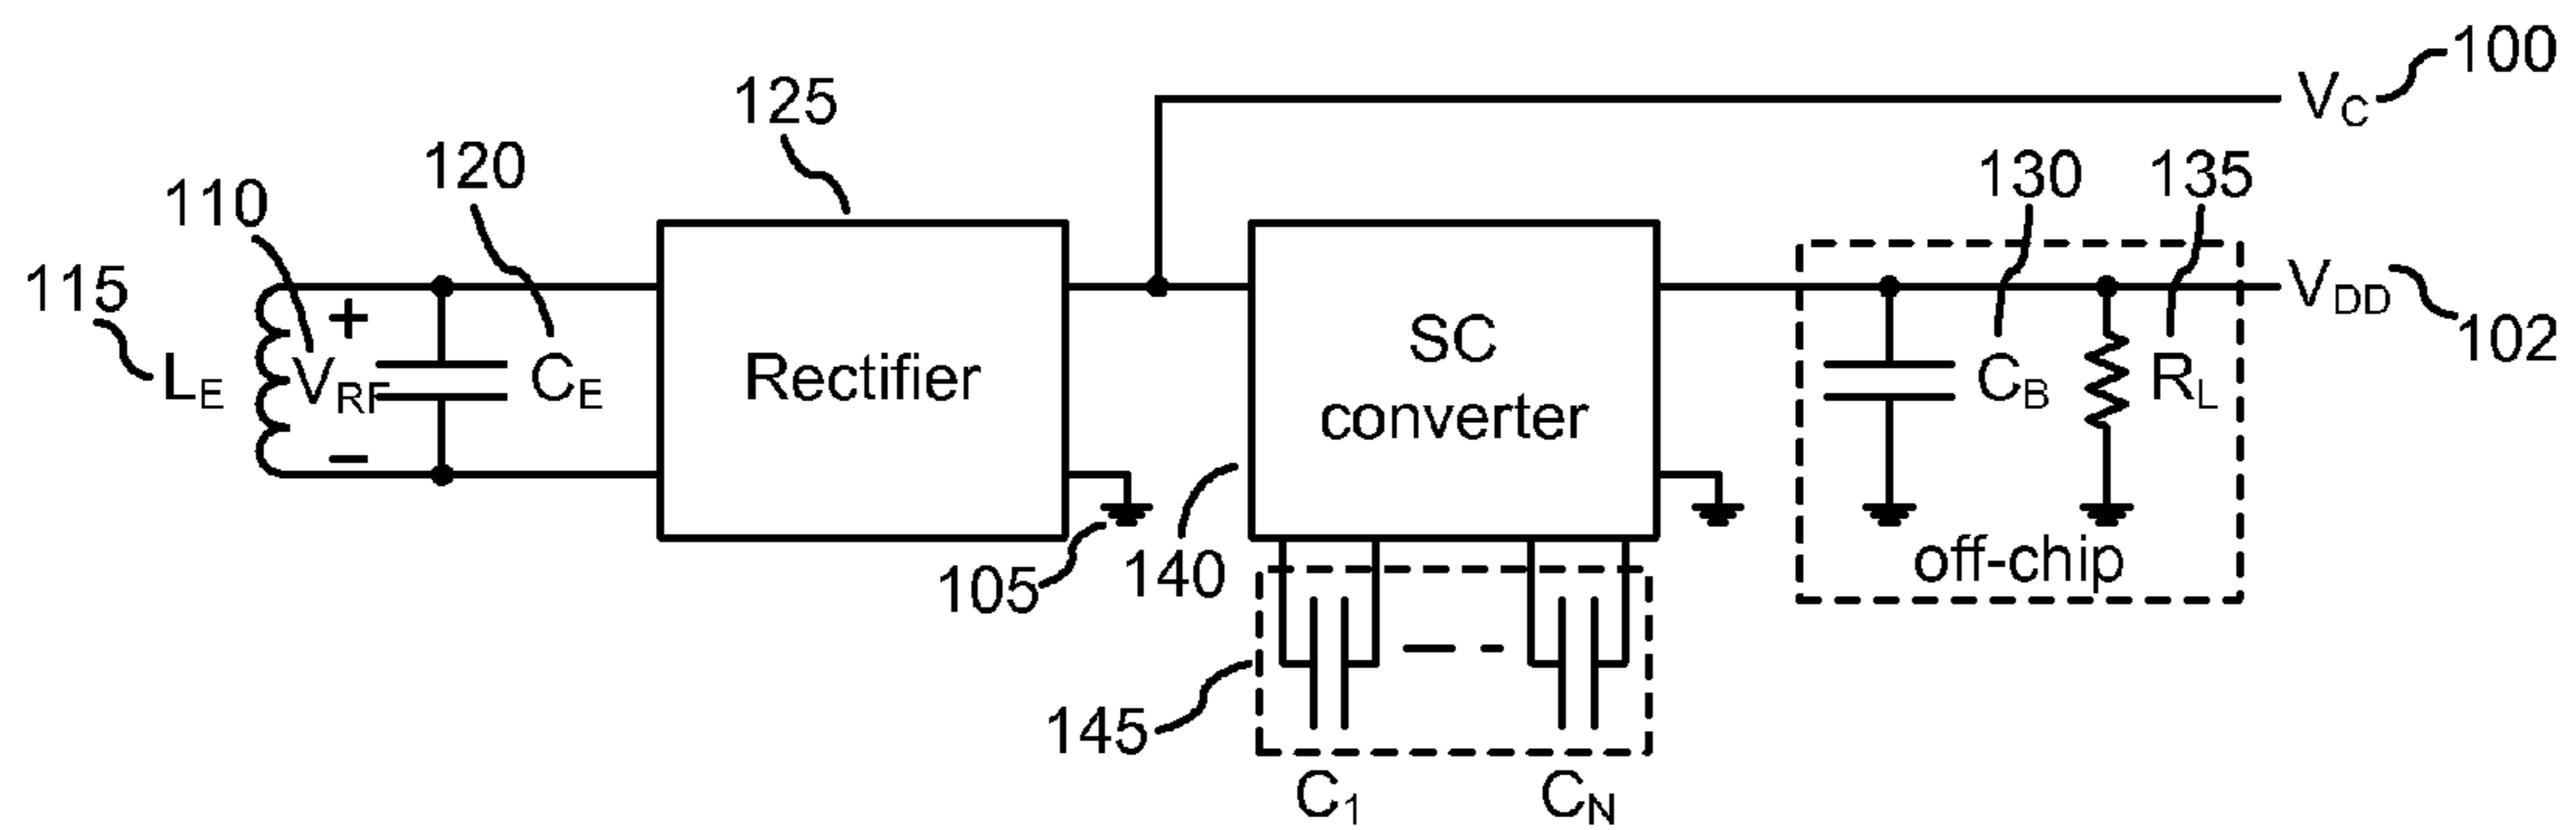 100
V_C
125
120
130
135
110
115
V_DD
102
SC
converter
+
L_E
V_RF
C_E
Rectifier
C_B
R_L
−
105
140
off-chip
145
C_1
C_N